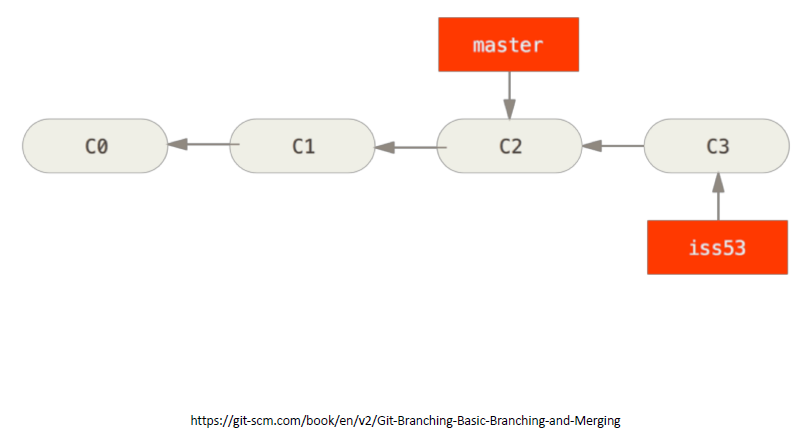 master
C0 C1 C2 C3
iss53
https://git-scm.com/book/en/v2/Git-Branching-Basic-Branching-and-Merging